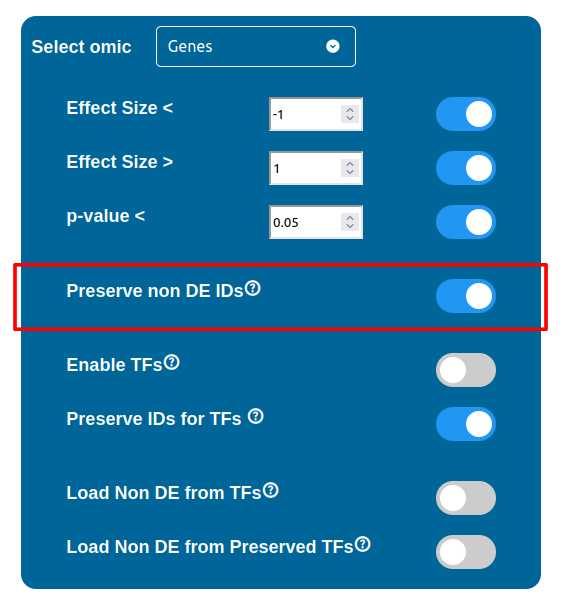 Select omic Genes
Effect Size < -1
Effect Size > 1
p-value < 0.05
Preserve non DE IDs?
Enable TFs?
Preserve IDs for TFs ?
Load Non DE from TFs?
Load Non DE from Preserved TFs?